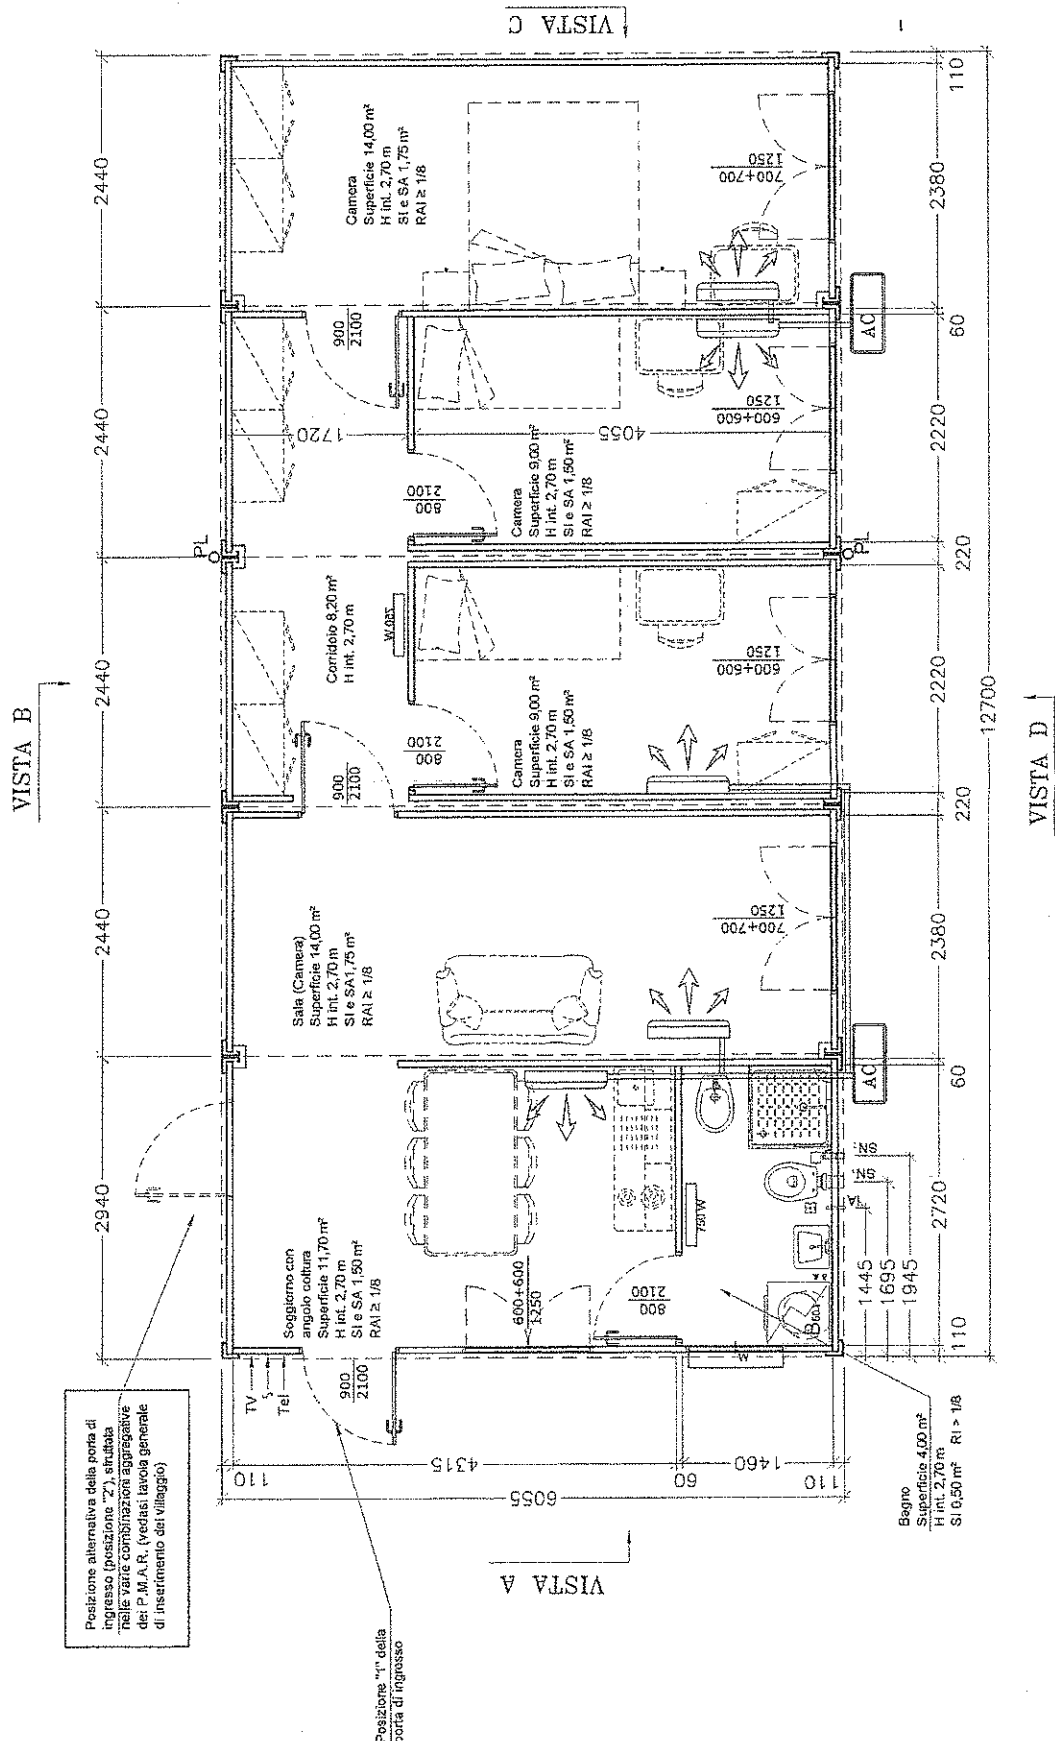 VISTA C
1
2440
2440
2440
2440
2940
VISTA B
Camera
Superficie 14,00 m²
H int. 2,70 m
SI e SA 1,75 m²
RAI ≥ 1/8
900
2100
700+700
1250
2380
110
AC
60
1720
4055
600+600
1250
2220
800
2100
Camera
Superficie 9,00 m²
H int. 2,70 m
SI e SA 1,50 m²
RAI ≥ 1/8
PL
PL
220
Corridoio 8,20 m²
H int. 2,70 m
750 W
600+600
1250
2220
800
2100
900
2100
Camera
Superficie 9,00 m²
H int. 2,70 m
SI e SA 1,50 m²
RAI ≥ 1/8
220
12700
VISTA D
Sala (Camera)
Superficie 14,00 m²
H int. 2,70 m
SI e SA1,75 m²
RAI ≥ 1/8
700+700
1250
2380
AC
60
SN.
SN.
A
2720
1445
1695
1945
110
Soggiorno con
angolo cottura
Superficie 11,70 m²
H int. 2,70 m
SI e SA 1,50 m²
RAI ≥ 1/8
600+600
1250
750 W
800
2100
B
W
TV
Tel
900
2100
110
4315
60
1460
110
6055
VISTA A
Bagno
Superficie 4,00 m²
H int. 2,70 m
SI 0,50 m² RI > 1/8
Posizione alternativa della porta di
ingresso (posizione "2"), sfruttata
nelle varie combinazioni aggregative
dei P.M.A.R. (vedasi tavola generale
di inserimento del villaggio)
Posizione "1" della
porta di ingresso